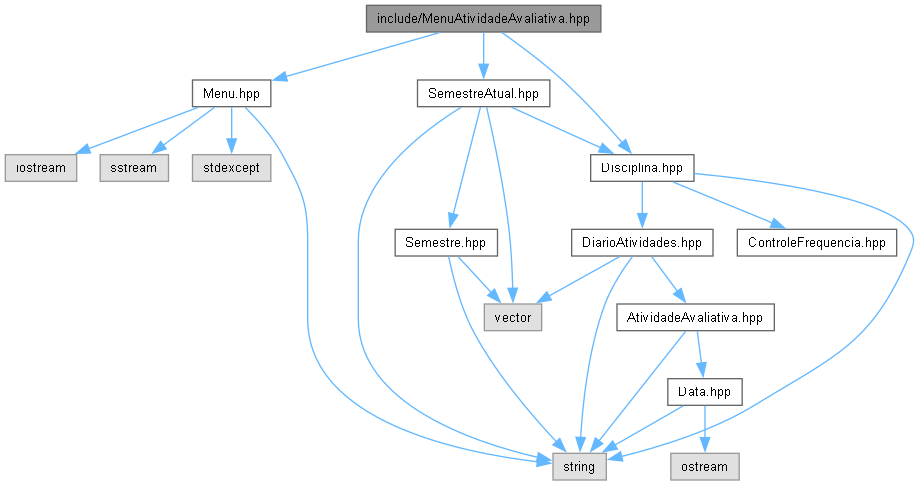 include/MenuAtividadeAvaliativa.hpp
Menu.hpp
SemestreAtual.hpp
iostream
sstream
stdexcept
Disciplina.hpp
Semestre.hpp
DiarioAtividades.hpp
ControleFrequencia.hpp
vector
AtividadeAvaliativa.hpp
Data.hpp
string
ostream